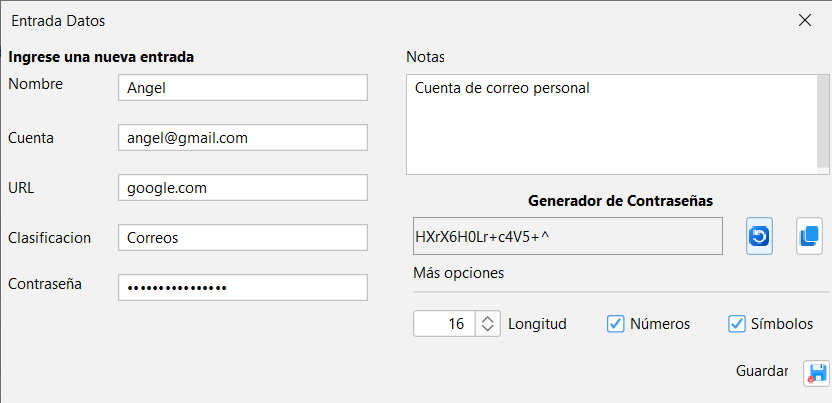 Entrada Datos
Ingrese una nueva entrada
Nombre
Angel
Cuenta
angel@gmail.com
URL
google.com
Clasificacion
Correos
Contraseña
••••••••••••••••
Notas
Cuenta de correo personal
Generador de Contraseñas
HXrX6H0Lr+c4V5+^
Más opciones
16 Longitud Números Símbolos
Guardar